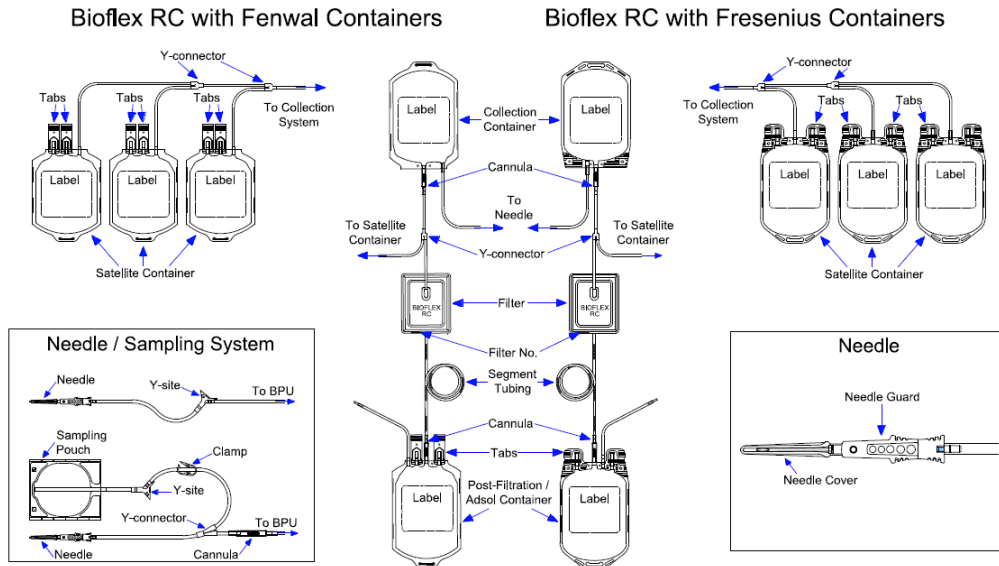 Bioflex RC with Fenwal Containers
Bioflex RC with Fresenius Containers
Y-connector
Tabs
Tabs
Tabs
To Collection
System
Label
Label
Label
Satellite Container
Label
Label
Collection
Container
Cannula
To
Needle
To Satellite
Container
To Satellite
Container
Y-connector
Filter
BIOFLEX
RC
BIOFLEX
RC
Filter No.
Segment
Tubing
Cannula
Tabs
Label
Label
Post-Filtration /
Adsol Container
Y-connector
To Collection
System
Tabs
Tabs
Label
Label
Label
Satellite Container
Needle / Sampling System
Needle
Y-site
To BPU
Sampling
Pouch
Clamp
Y-site
Y-connector
To BPU
Needle
Cannula
Needle
Needle Guard
Needle Cover